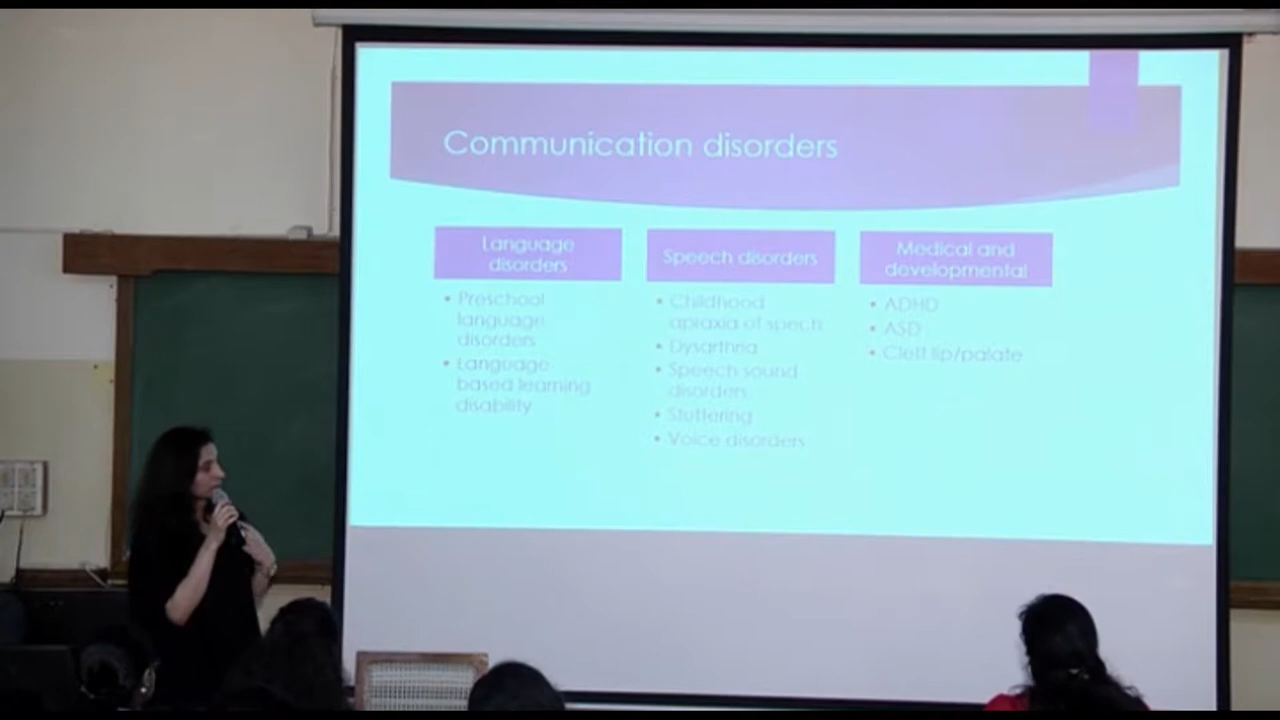 Communication disorders
Language
disorders
• Preschool
language
disorders
• Language
based learning
disability
Speech disorders
• Childhood
apraxia of spech
• Dysarthria
• Speech sound
disorders
• Stuttering
• Voice disorders
Medical and
developmental
• ADHD
• ASD
• Cleft lip/palate